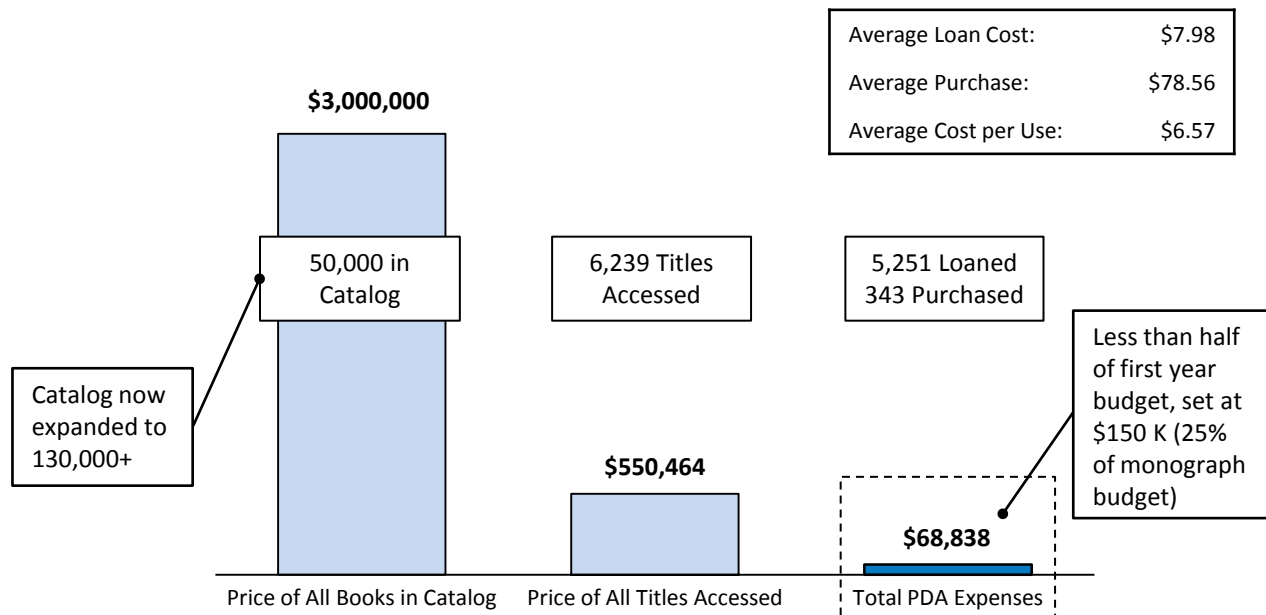 Average Loan Cost: $7.98
Average Purchase: $78.56
Average Cost per Use: $6.57
$3,000,000
50,000 in
Catalog
6,239 Titles
Accessed
5,251 Loaned
343 Purchased
Catalog now
expanded to
130,000+
Less than half
of first year
budget, set at
$150 K (25%
of monograph
budget)
$550,464
$68,838
Price of All Books in Catalog
Price of All Titles Accessed
Total PDA Expenses